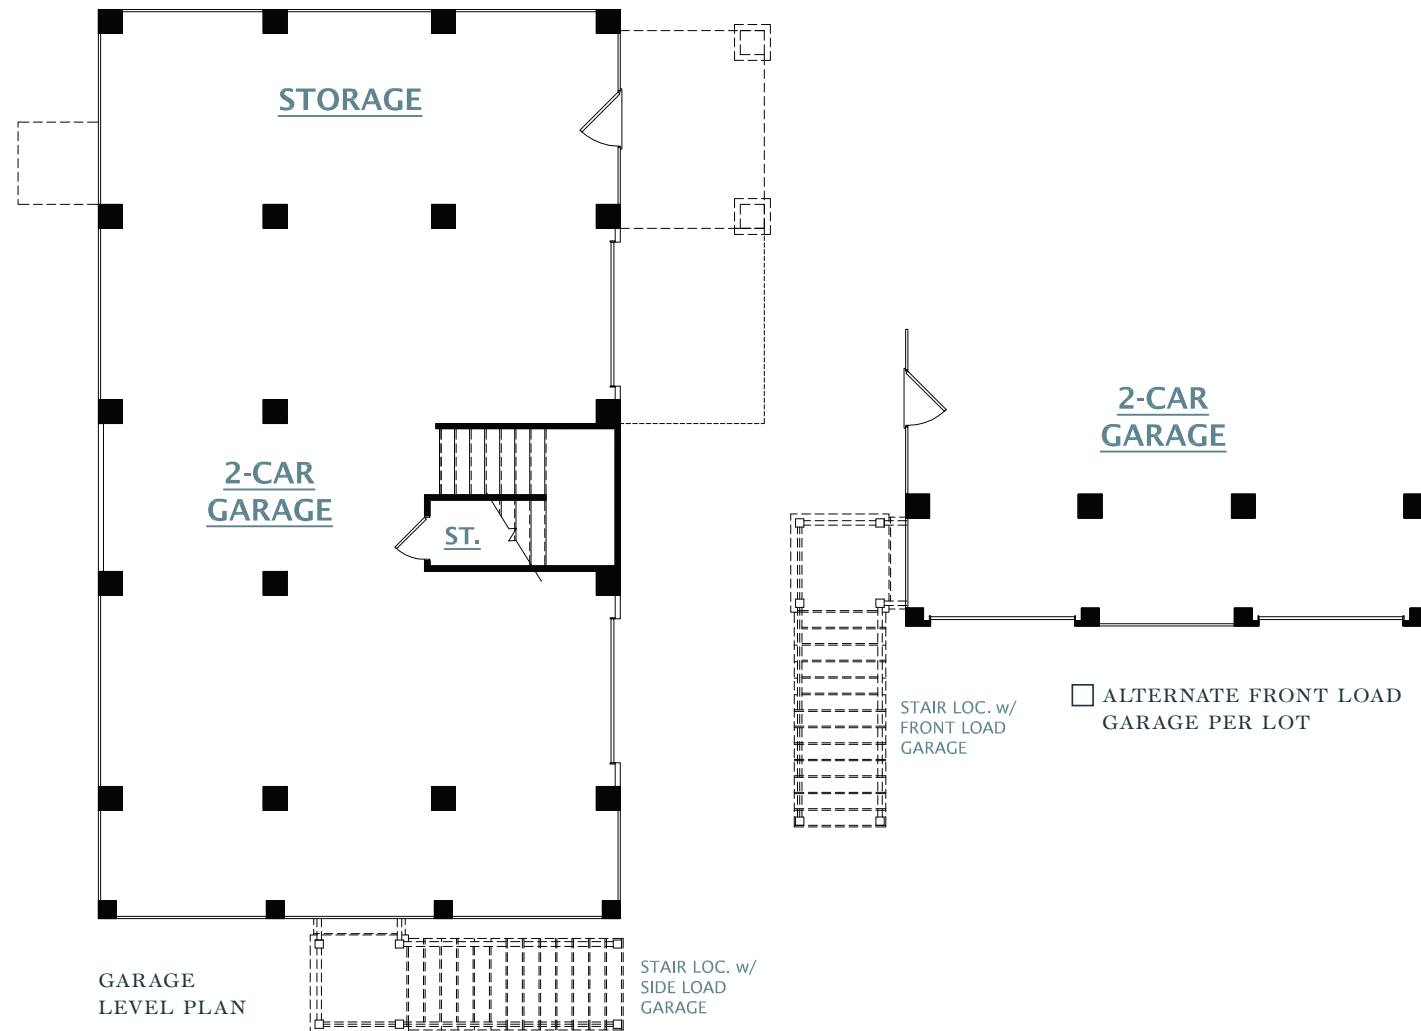 STORAGE
2-CAR
GARAGE
ST.
GARAGE
LEVEL PLAN
STAIR LOC. w/
SIDE LOAD
GARAGE
2-CAR
GARAGE
STAIR LOC. w/
FRONT LOAD
GARAGE
ALTERNATE FRONT LOAD
GARAGE PER LOT